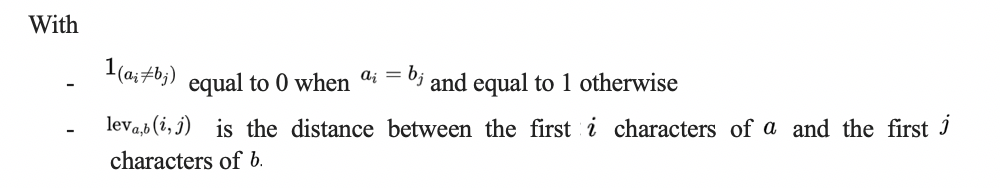 With
- 1(aᵢ≠bⱼ) equal to 0 when aᵢ = bⱼ and equal to 1 otherwise
- levₐ,b(i, j) is the distance between the first i characters of a and the first j
characters of b.